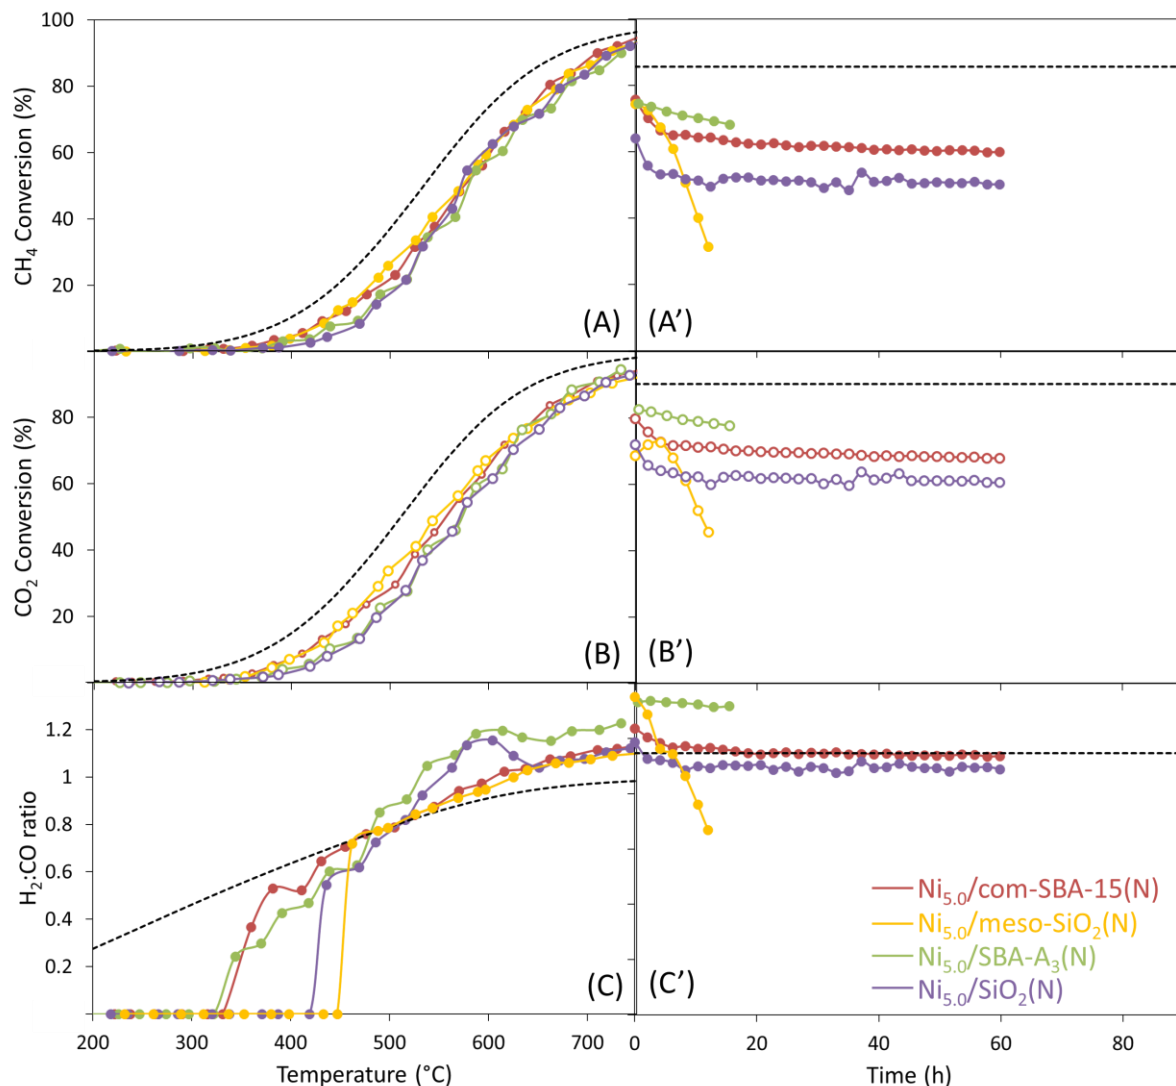 100
80
60
40
20
CH₄ Conversion (%)
(A)
(A')
80
60
40
20
CO₂ Conversion (%)
(B)
(B')
1.2
1
0.8
0.6
0.4
0.2
H₂:CO ratio
(C)
(C')
Ni₅.₀/com-SBA-15(N)
Ni₅.₀/meso-SiO₂(N)
Ni₅.₀/SBA-A₃(N)
Ni₅.₀/SiO₂(N)
200 300 400 500 600 700
0 20 40 60 80
Temperature (°C)
Time (h)